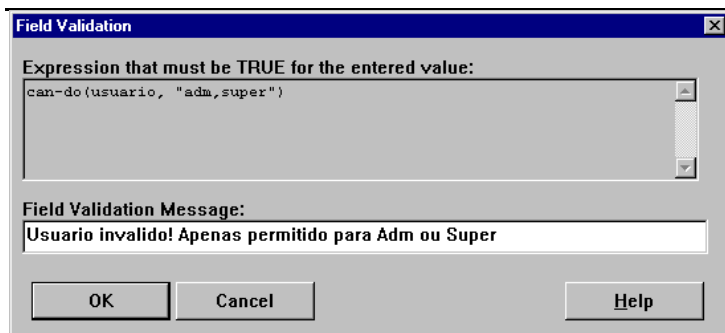 Field Validation
Expression that must be TRUE for the entered value:
can-do(usuario, "adm,super")
Field Validation Message:
Usuario invalido! Apenas permitido para Adm ou Super
OK Cancel Help